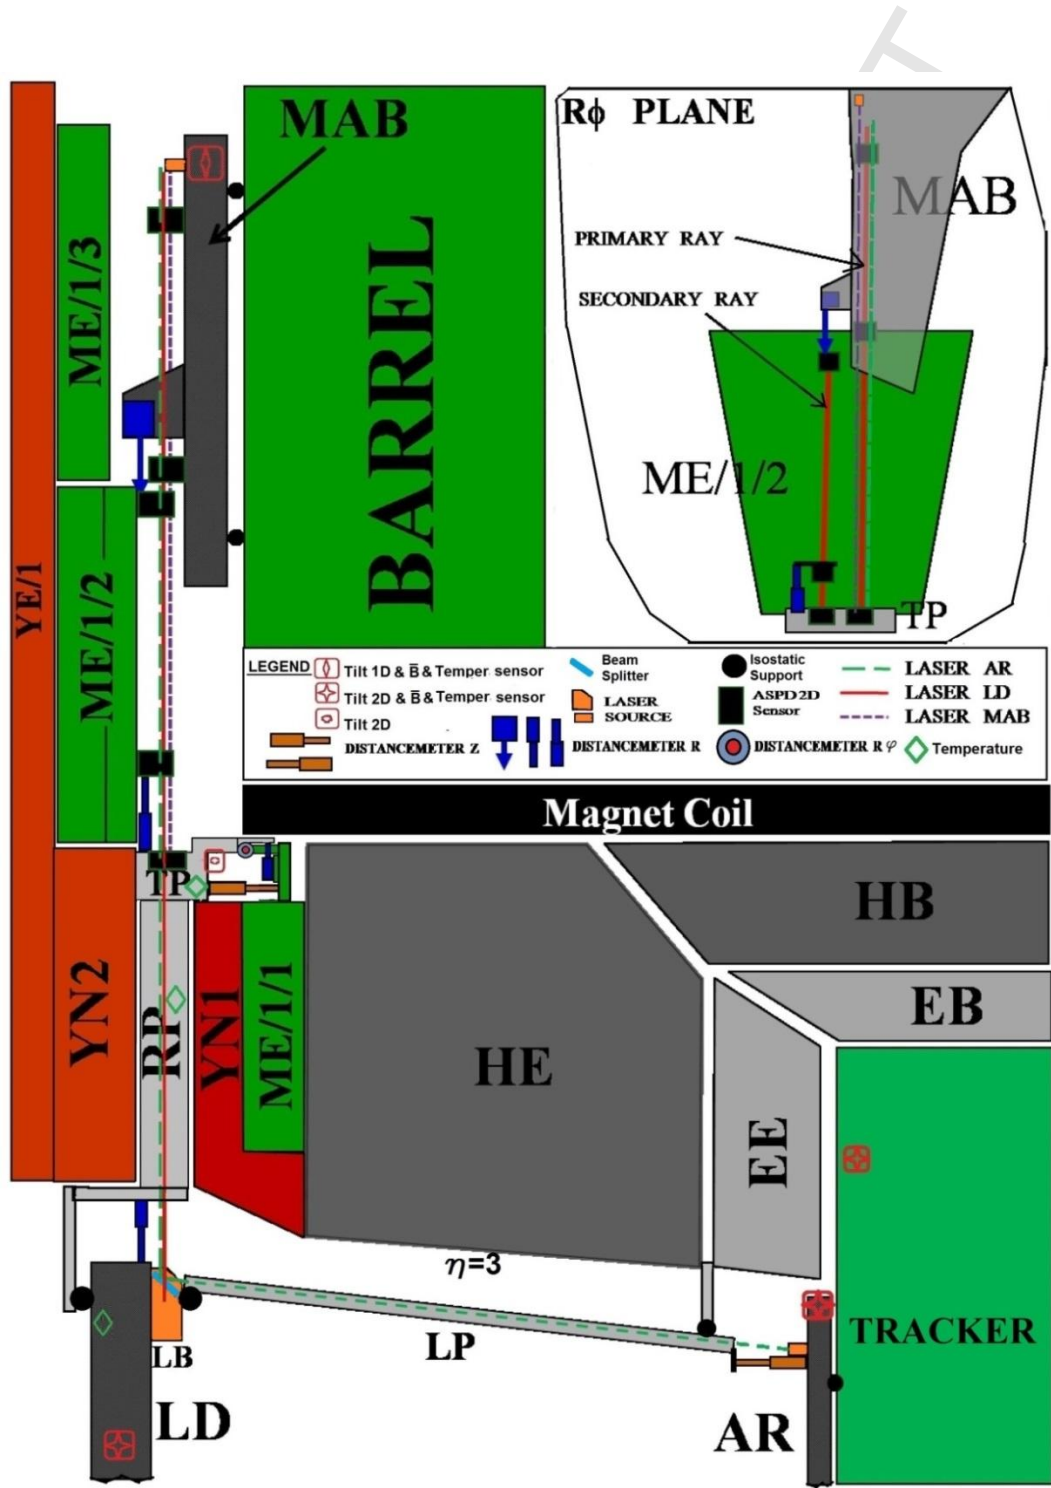 T
MAB
Rϕ PLANE
MAB
ME/1/3
BARREL
PRIMARY RAY
SECONDARY RAY
ME/1/2
TP
YE/1
ME/1/2
LEGEND
Tilt 1D & B̅ & Temper sensor
Tilt 2D & B̅ & Temper sensor
Tilt 2D
DISTANCEMETER Z
Beam
Splitter
LASER
SOURCE
DISTANCEMETER R
Isostatic
Support
ASPD 2D
Sensor
DISTANCEMETER R φ
LASER AR
LASER LD
LASER MAB
Temperature
Magnet Coil
TP
HB
YN2
RP
YN1
ME/1/1
HE
EB
EE
η=3
TRACKER
LB
LP
LD
AR